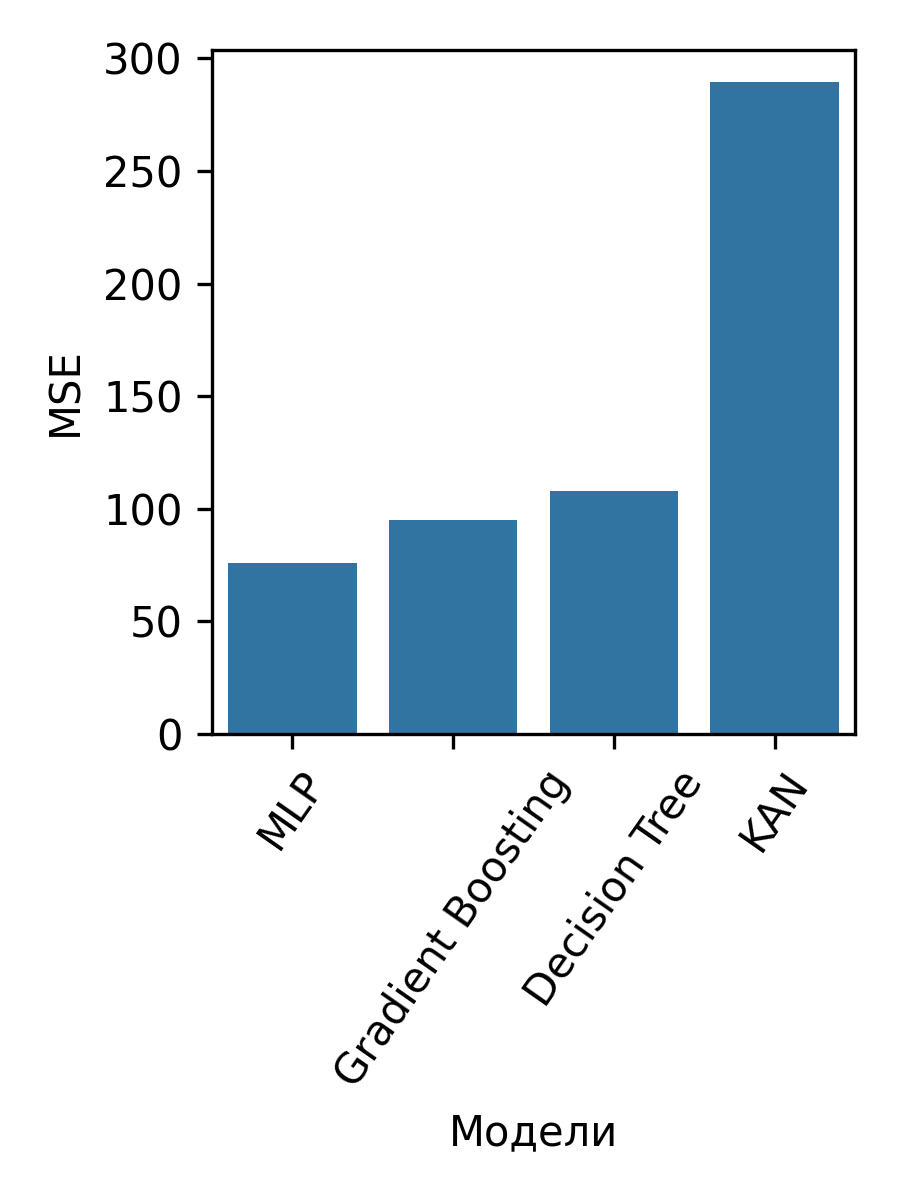 300
250
200
150
100
50
0
MSE
MLP
Gradient Boosting
Decision Tree
KAN
Модели